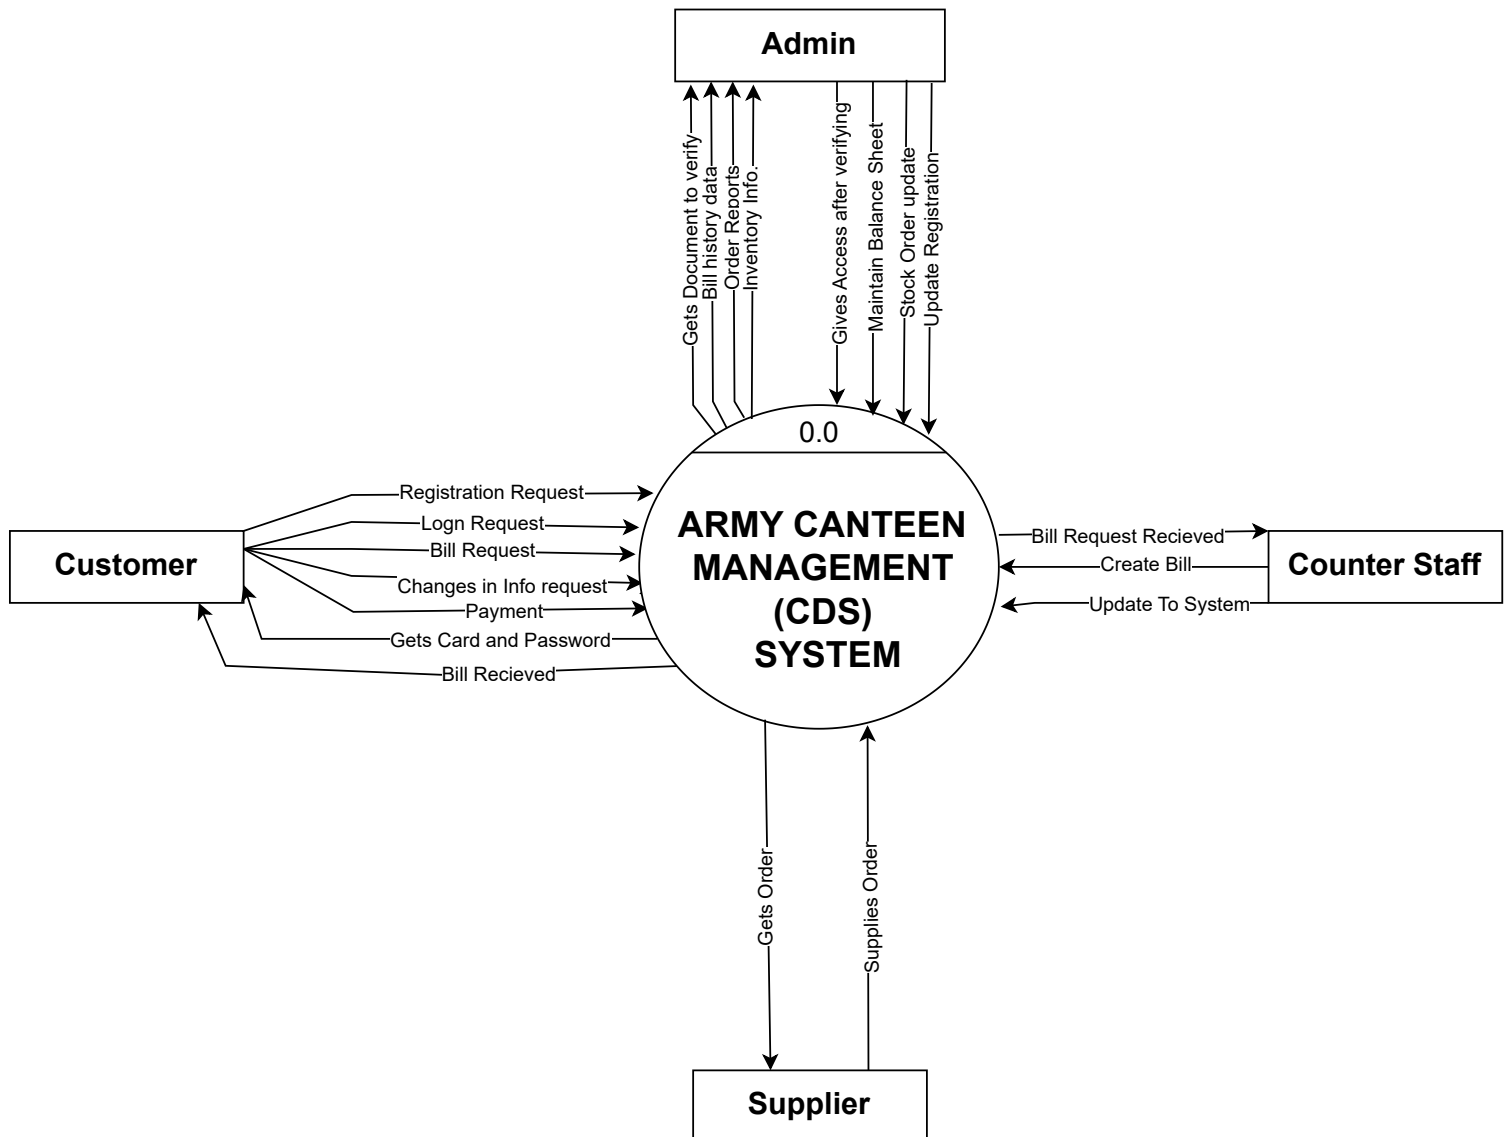 Admin
Gets Document to verify
Bill history data
Order Reports
Inventory Info.
Gives Access after verifying
Maintain Balance Sheet
Stock Order update
Update Registration
0.0
ARMY CANTEEN
MANAGEMENT
(CDS)
SYSTEM
Customer
Registration Request
Logn Request
Bill Request
Changes in Info request
Payment
Gets Card and Password
Bill Recieved
Bill Request Recieved
Create Bill
Update To System
Counter Staff
Gets Order
Supplies Order
Supplier